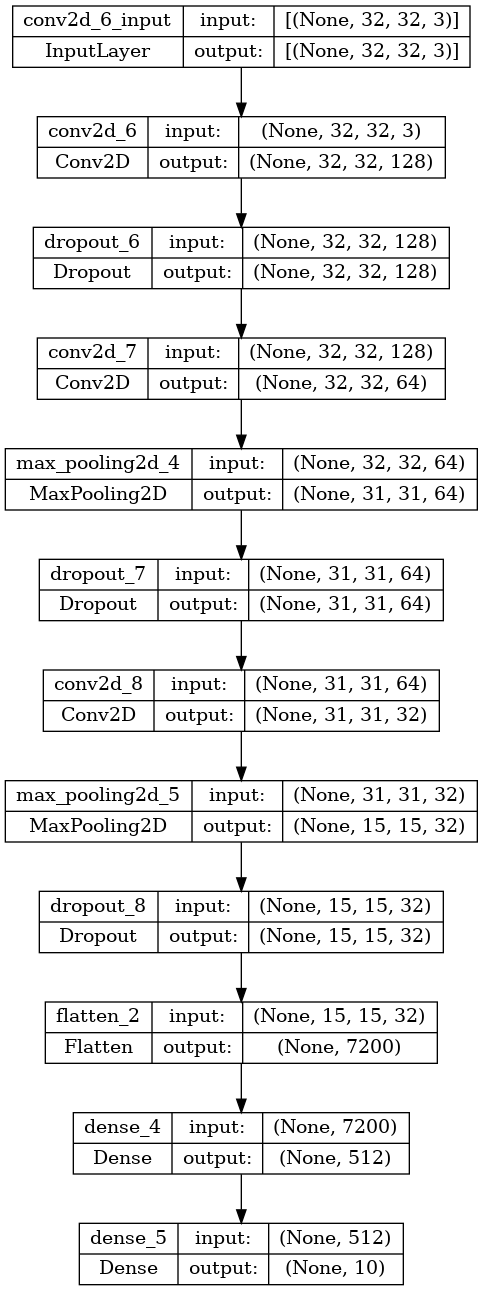 conv2d_6_input input: [(None, 32, 32, 3)]
InputLayer output: [(None, 32, 32, 3)]
conv2d_6 input: (None, 32, 32, 3)
Conv2D output: (None, 32, 32, 128)
dropout_6 input: (None, 32, 32, 128)
Dropout output: (None, 32, 32, 128)
conv2d_7 input: (None, 32, 32, 128)
Conv2D output: (None, 32, 32, 64)
max_pooling2d_4 input: (None, 32, 32, 64)
MaxPooling2D output: (None, 31, 31, 64)
dropout_7 input: (None, 31, 31, 64)
Dropout output: (None, 31, 31, 64)
conv2d_8 input: (None, 31, 31, 64)
Conv2D output: (None, 31, 31, 32)
max_pooling2d_5 input: (None, 31, 31, 32)
MaxPooling2D output: (None, 15, 15, 32)
dropout_8 input: (None, 15, 15, 32)
Dropout output: (None, 15, 15, 32)
flatten_2 input: (None, 15, 15, 32)
Flatten output: (None, 7200)
dense_4 input: (None, 7200)
Dense output: (None, 512)
dense_5 input: (None, 512)
Dense output: (None, 10)